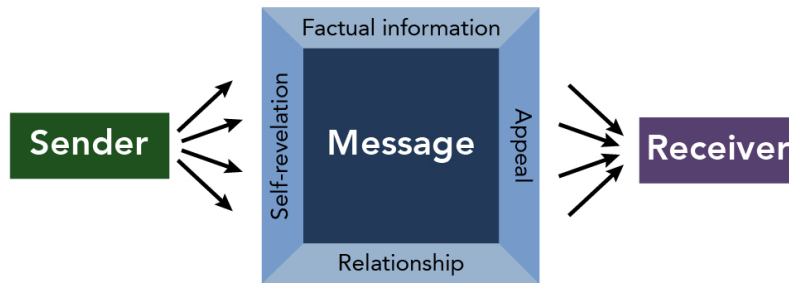 Factual information
Sender
Self-revelation
Message
Appeal
Receiver
Relationship